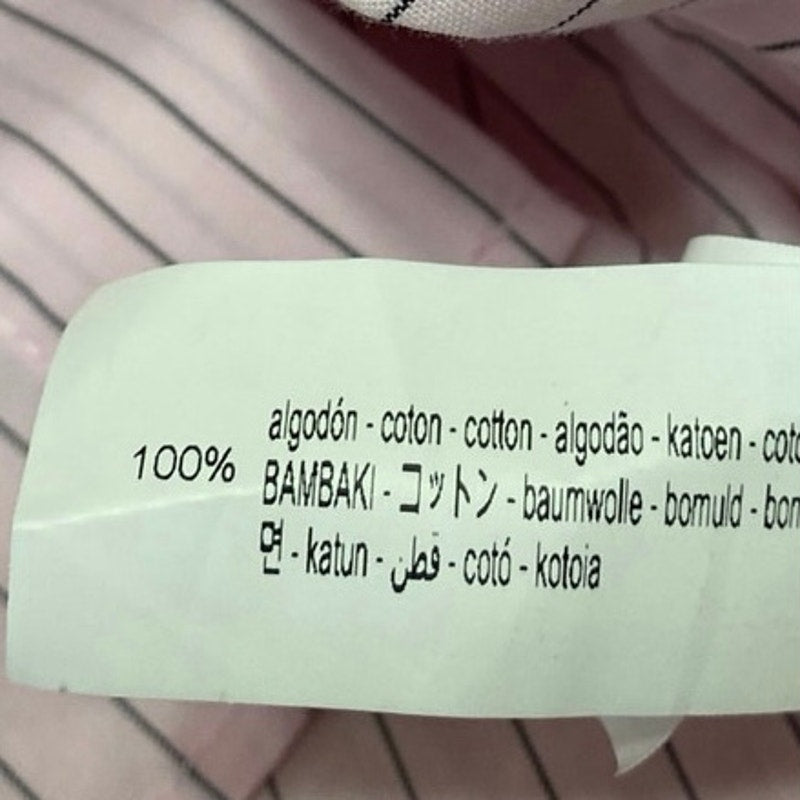 100% algodón - coton - cotton - algodão - katoen -
BAMBAKI - コットン - baumwolle - bomuld -
면 - katun - قطن - cotó - kotoia